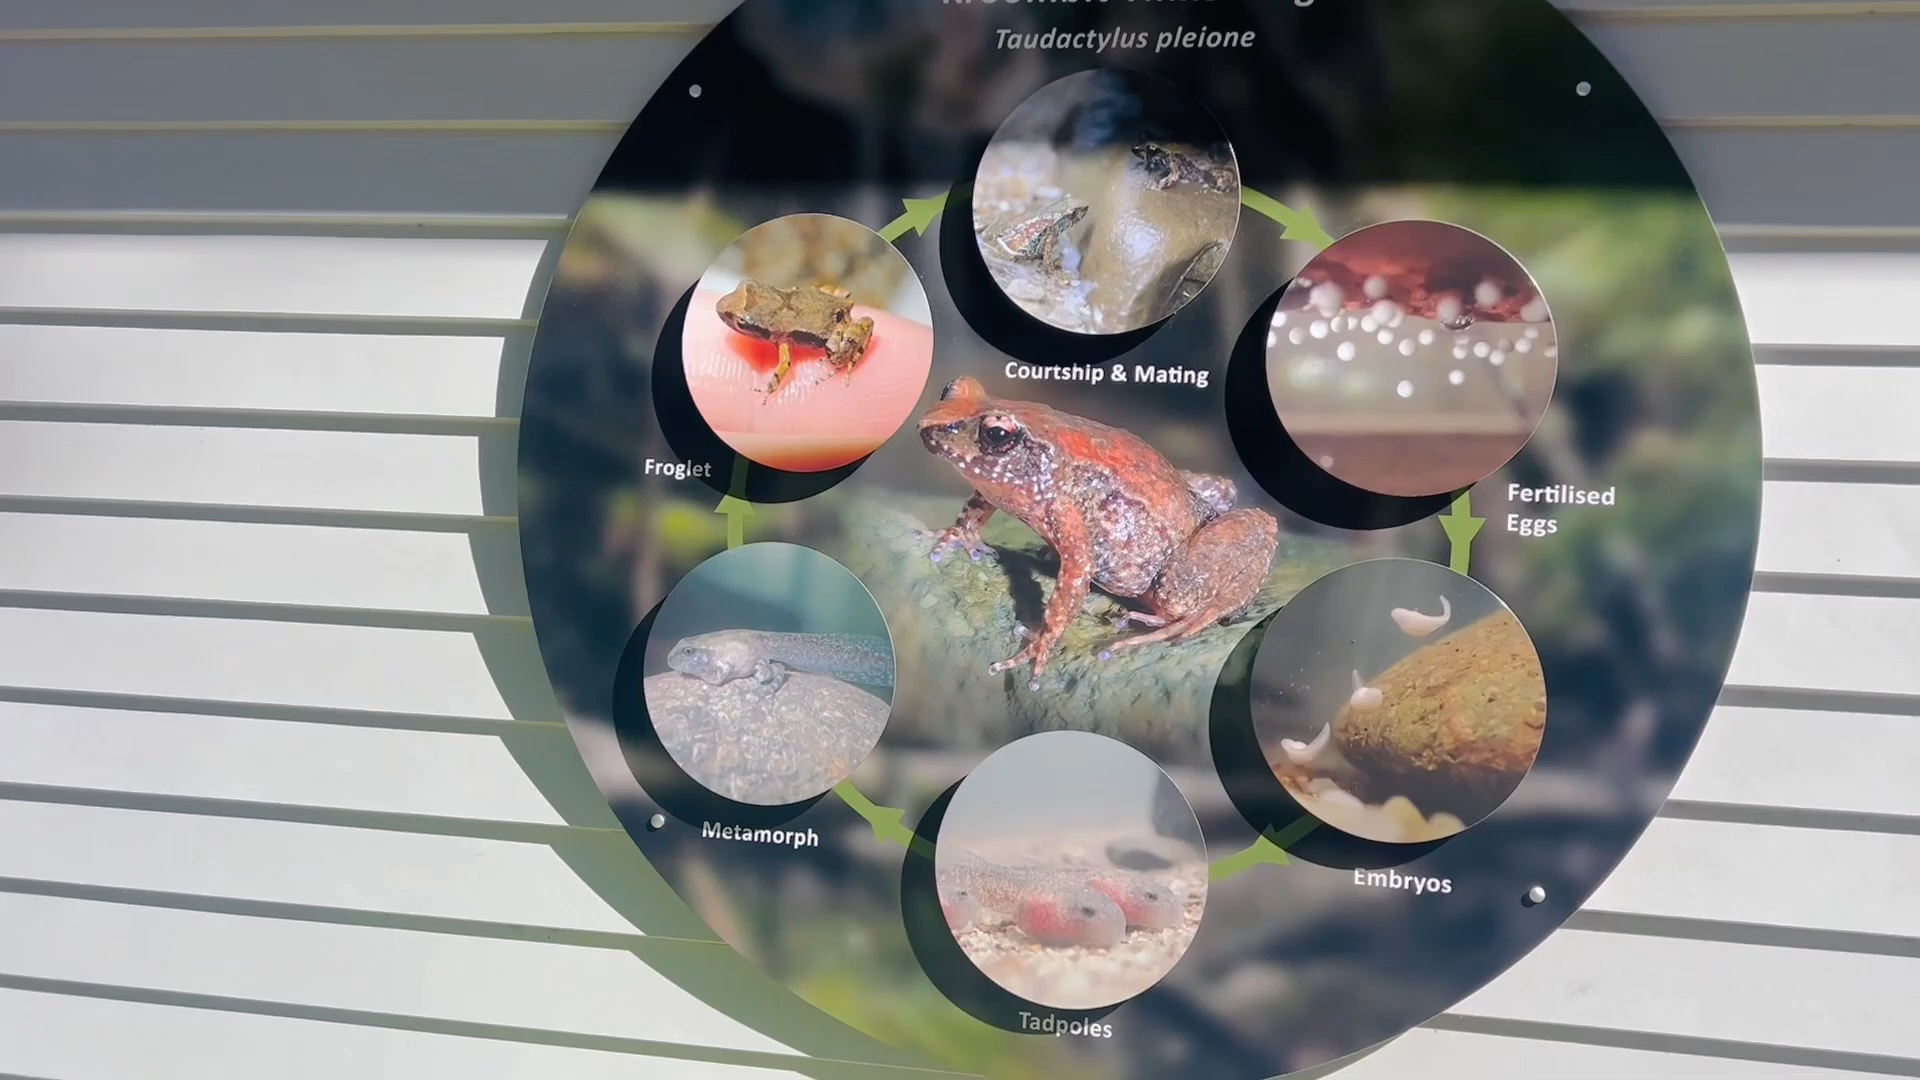 Taudactylus pleione
Courtship & Mating
Froglet
Fertilised
Eggs
Metamorph
Embryos
Tadpoles